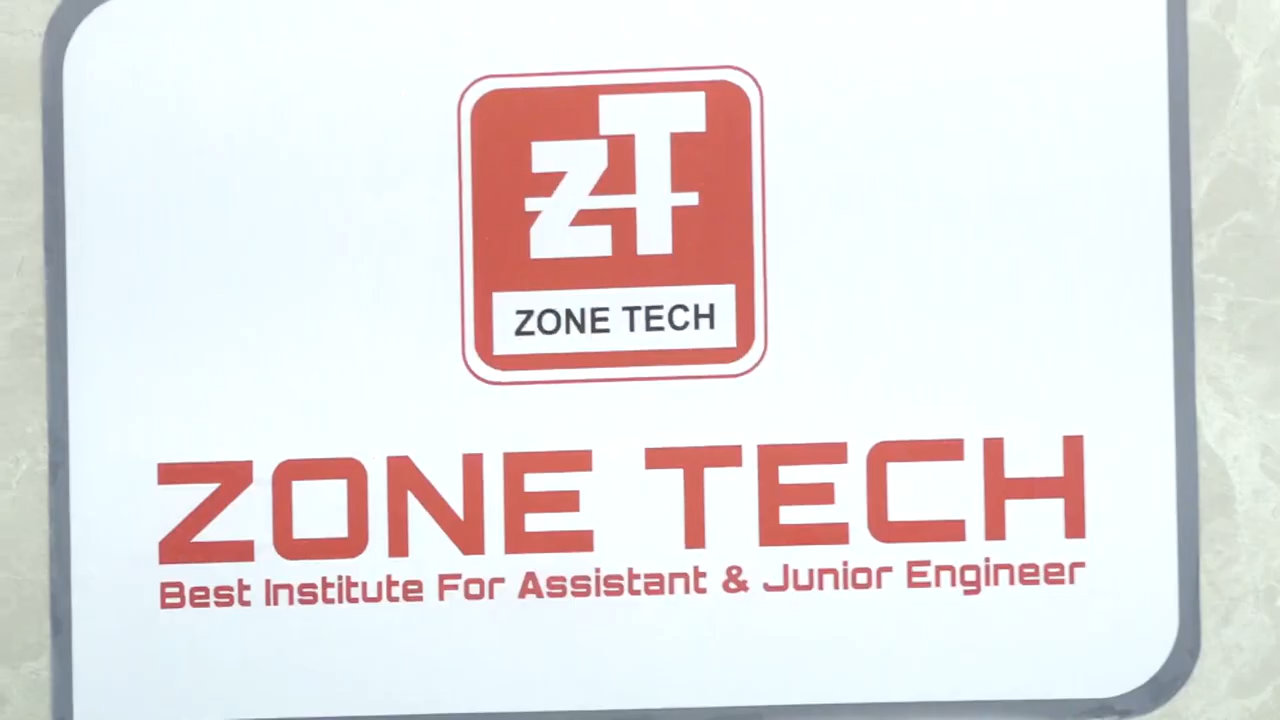 ZT
ZONE TECH
ZONE TECH
Best Institute For Assistant & Junior Engineer